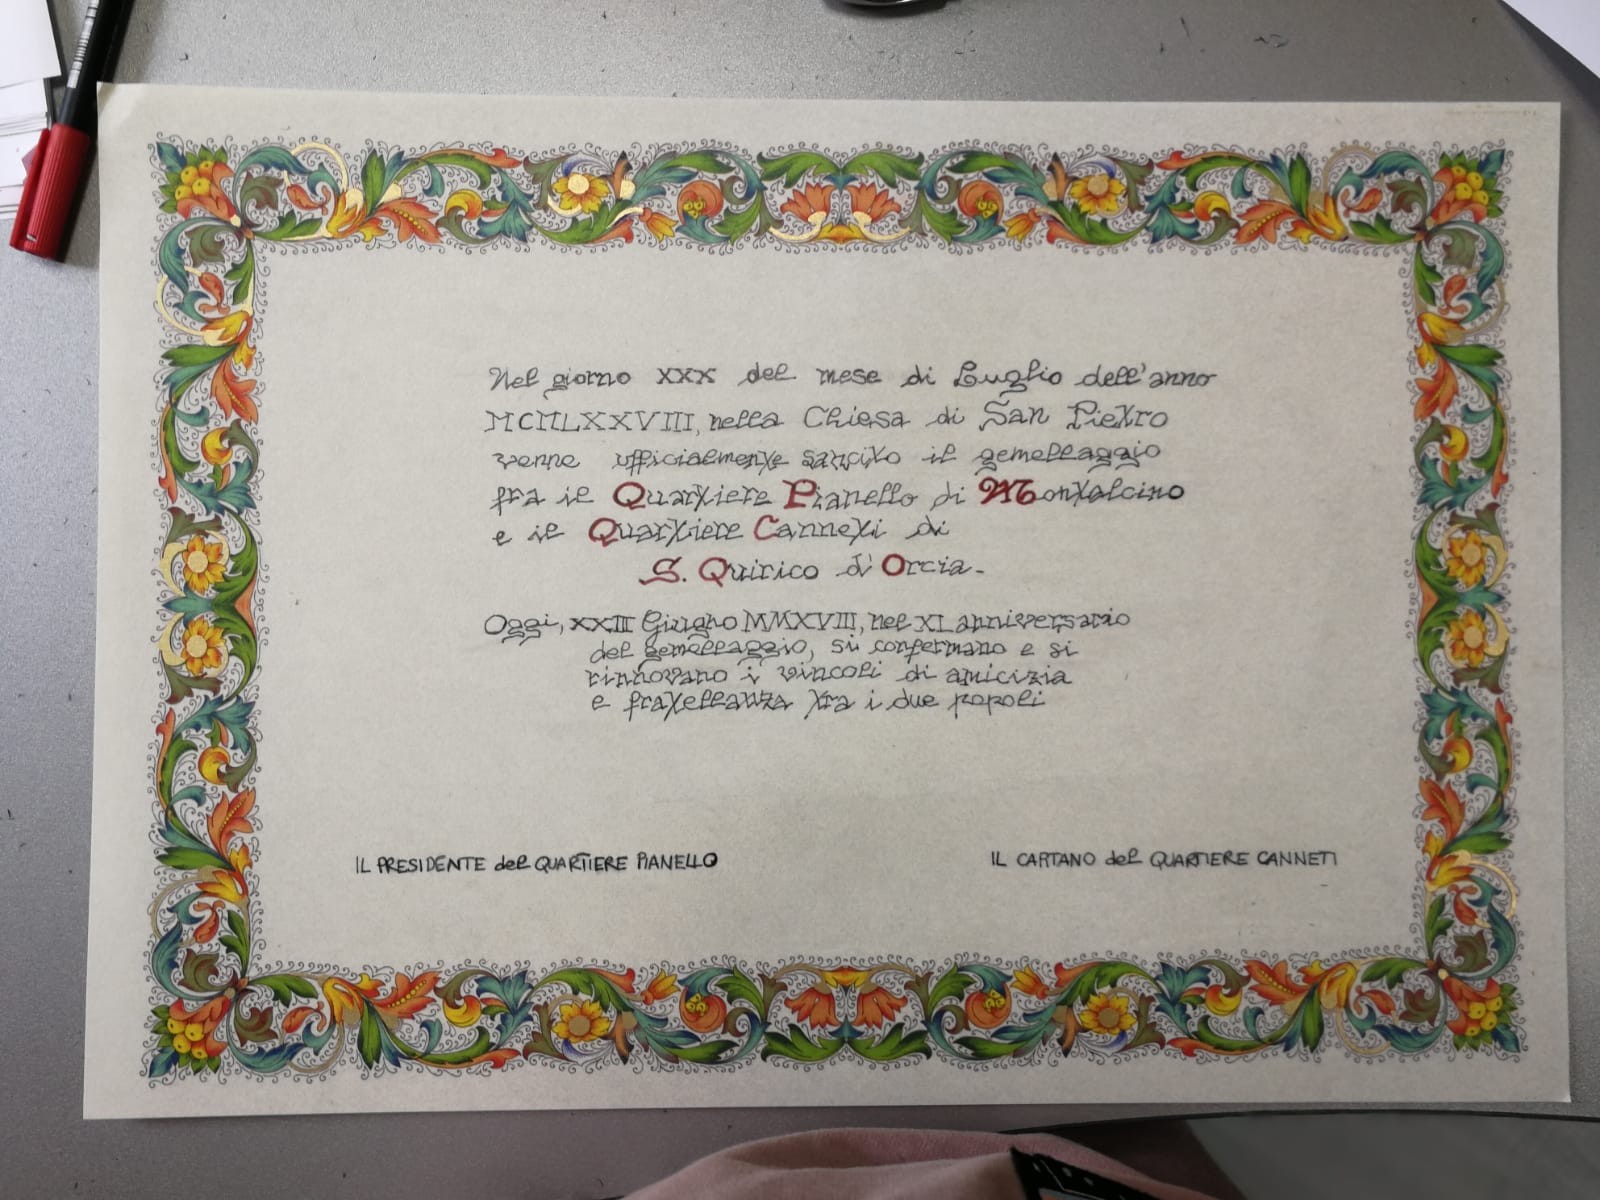 Nel giorno XXX del mese di Luglio dell'anno
MCMLXXVIII, nella Chiesa di San Pietro
venne ufficialmente sancito il gemellaggio
fra il Quartiere Pianello di Montalcino
e il Quartiere Canneti di
S. Quirico d'Orcia-
Oggi, XXIII Giugno MMXVIII, nel XL anniversario
del gemellaggio, si confermano e si
rinnovano i vincoli di amicizia
e fratellanza tra i due popoli
IL PRESIDENTE del QUARTIERE PIANELLO
IL CAPITANO del QUARTIERE CANNETI